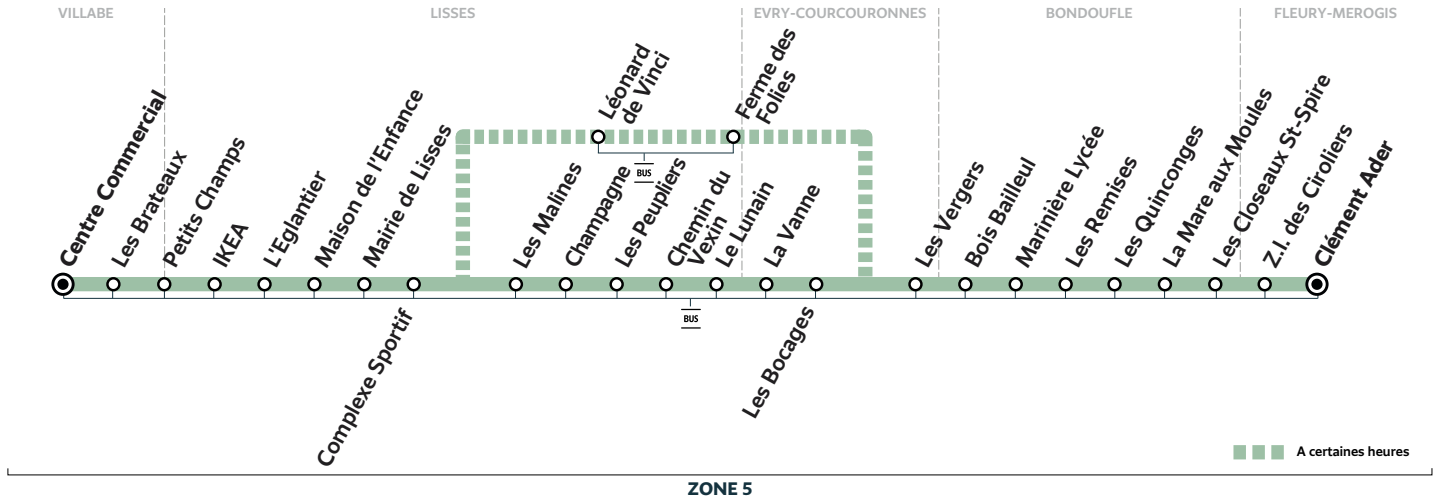 VILLABE
LISSES
EVRY-COURCOURONNES
BONDOUFLE
FLEURY-MEROGIS
Léonard
de Vinci
Ferme des
Folies
BUS
Centre Commercial
Les Brateaux
Petits Champs
IKEA
L'Eglantier
Maison de l'Enfance
Mairie de Lisses
Complexe Sportif
Les Malines
Champagne
Les Peupliers
Chemin du
Vexin
Le Lunain
La Vanne
Les Bocages
Les Vergers
Bois Bailleul
Marinière Lycée
Les Remises
Les Quinconges
La Mare aux Moules
Les Closeaux St-Spire
Z.I. des Ciroliers
Clément Ader
BUS
A certaines heures
ZONE 5